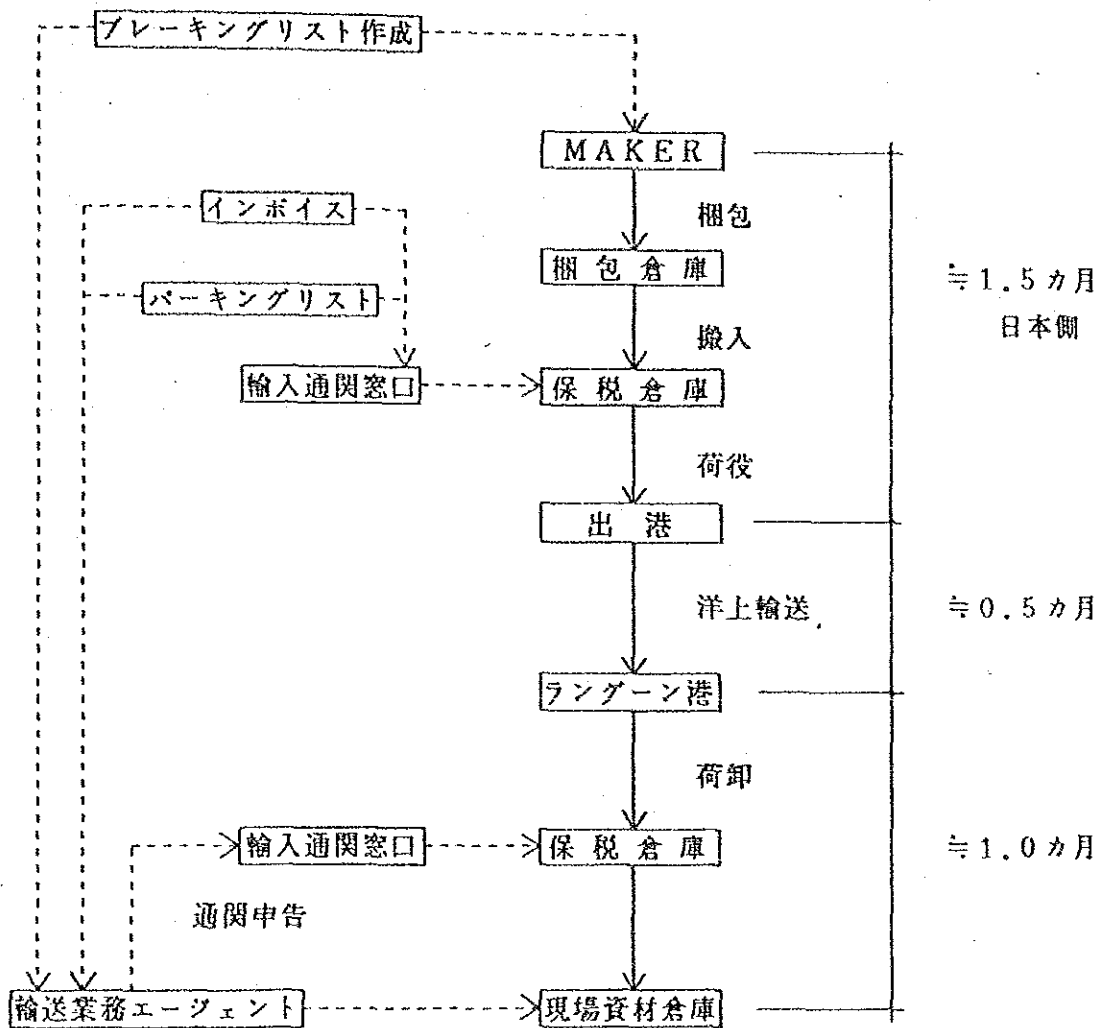 ブレーキングリスト作成
MAKER
インボイス
梱包
梱包倉庫
パーキングリスト
≒1.5カ月
日本側
搬入
輸入通関窓口
保税倉庫
荷役
出港
洋上輸送
≒0.5カ月
ラングーン港
荷卸
輸入通関窓口
保税倉庫
≒1.0カ月
通関申告
輸送業務エージェント
現場資材倉庫